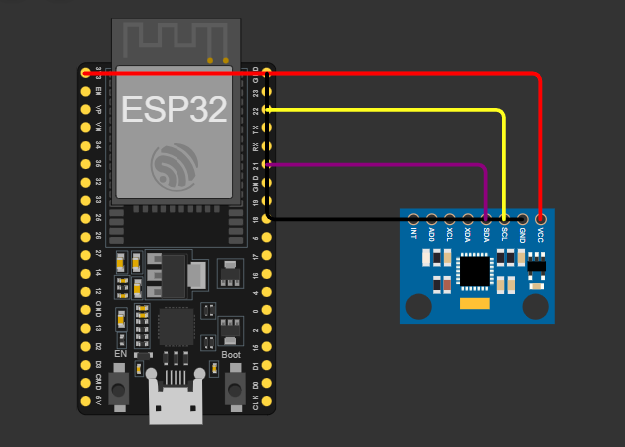 ESP32
3V3
EN
VP
VN
34
35
32
33
25
26
27
14
12
GND
13
D2
D3
CMD
5V
GND
23
22
TX
RX
21
GND
19
18
5
17
16
4
0
2
15
D1
D0
CLK
EN
Boot
INT
AD0
XCL
XDA
SDA
SCL
GND
VCC